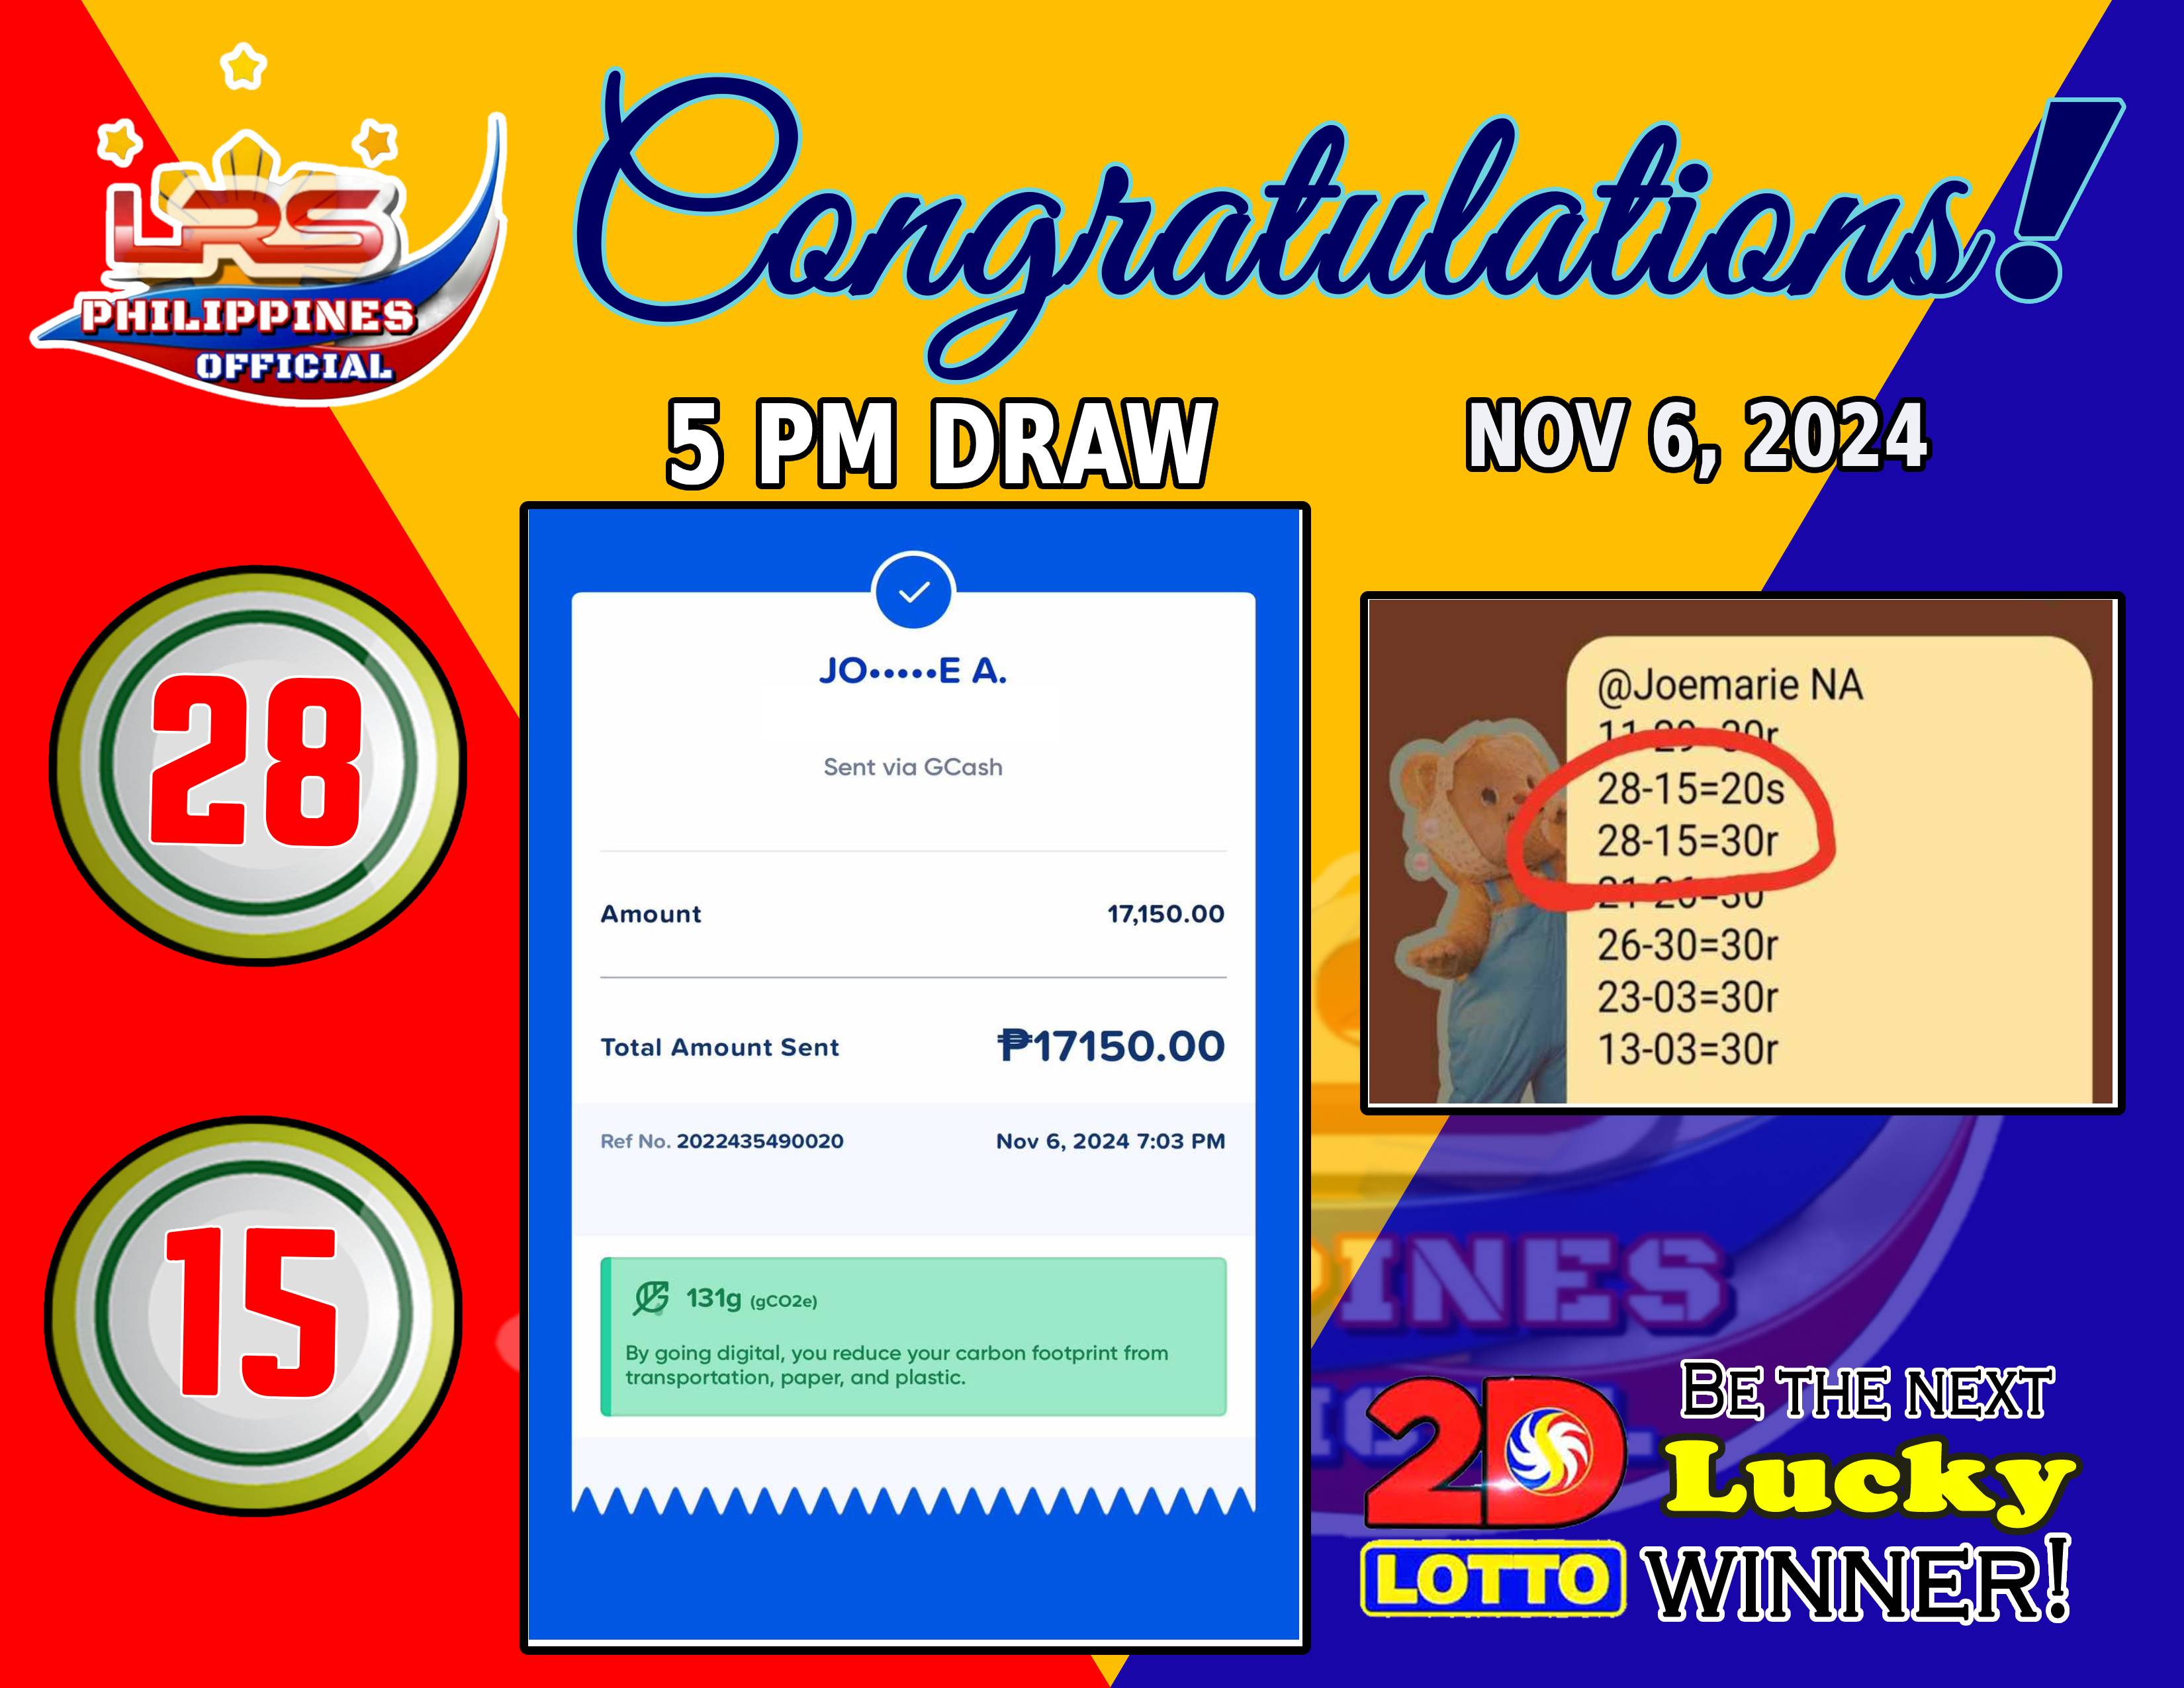 LRS
PHILIPPINES
OFFICIAL
Congratulations!
5 PM DRAW
NOV 6, 2024
28
15
JO•••••E A.
Sent via GCash
Amount 17,150.00
Total Amount Sent ₱17150.00
Ref No. 2022435490020 Nov 6, 2024 7:03 PM
131g (gCO2e)
By going digital, you reduce your carbon footprint from
transportation, paper, and plastic.
@Joemarie NA
28-15=20s
28-15=30r
26-30=30r
23-03=30r
13-03=30r
2D
LOTTO
BE THE NEXT
Lucky
WINNER!